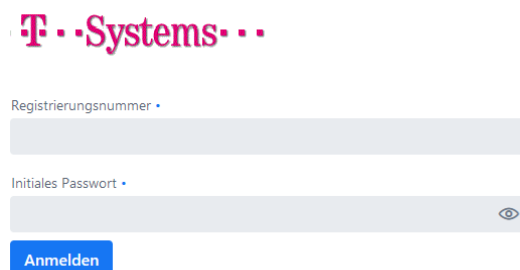 T··Systems···
Registrierungsnummer •
Initiales Passwort •
Anmelden